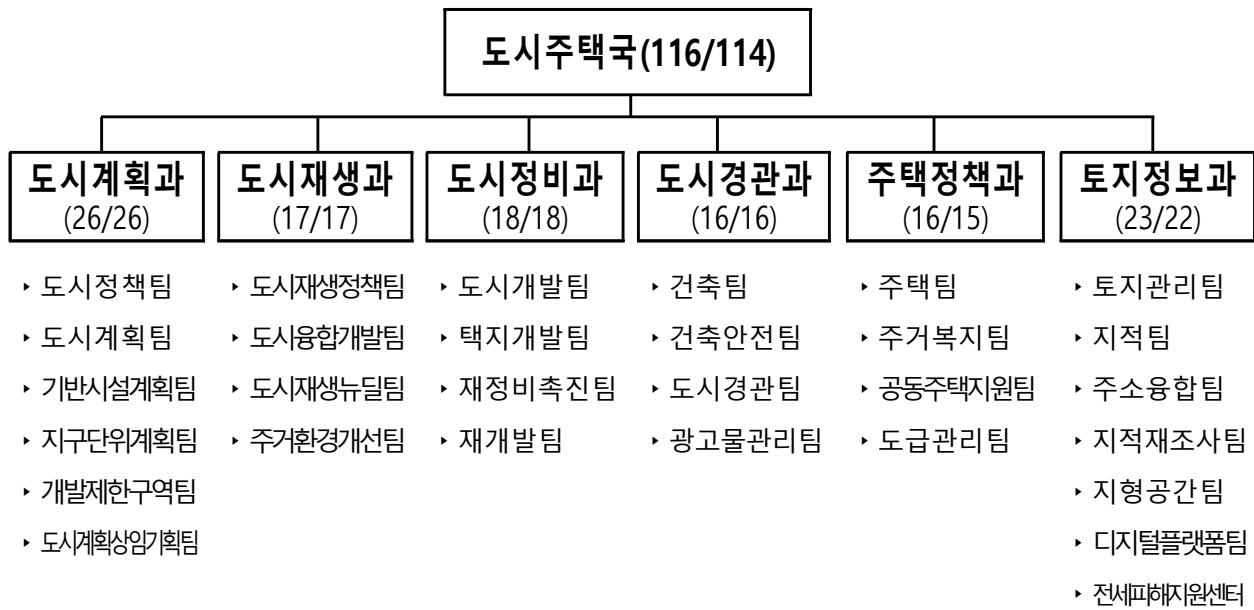 도시주택국(116/114)
도시계획과
(26/26)
‣ 도시정책팀
‣ 도시계획팀
‣ 기반시설계획팀
‣ 지구단위계획팀
‣ 개발제한구역팀
‣ 도시계획상임기획팀
도시재생과
(17/17)
‣ 도시재생정책팀
‣ 도시융합개발팀
‣ 도시재생뉴딜팀
‣ 주거환경개선팀
도시정비과
(18/18)
‣ 도시개발팀
‣ 택지개발팀
‣ 재정비촉진팀
‣ 재개발팀
도시경관과
(16/16)
‣ 건축팀
‣ 건축안전팀
‣ 도시경관팀
‣ 광고물관리팀
주택정책과
(16/15)
‣ 주택팀
‣ 주거복지팀
‣ 공동주택지원팀
‣ 도급관리팀
토지정보과
(23/22)
‣ 토지관리팀
‣ 지적팀
‣ 주소융합팀
‣ 지적재조사팀
‣ 지형공간팀
‣ 디지털플랫폼팀
‣ 전세피해지원센터